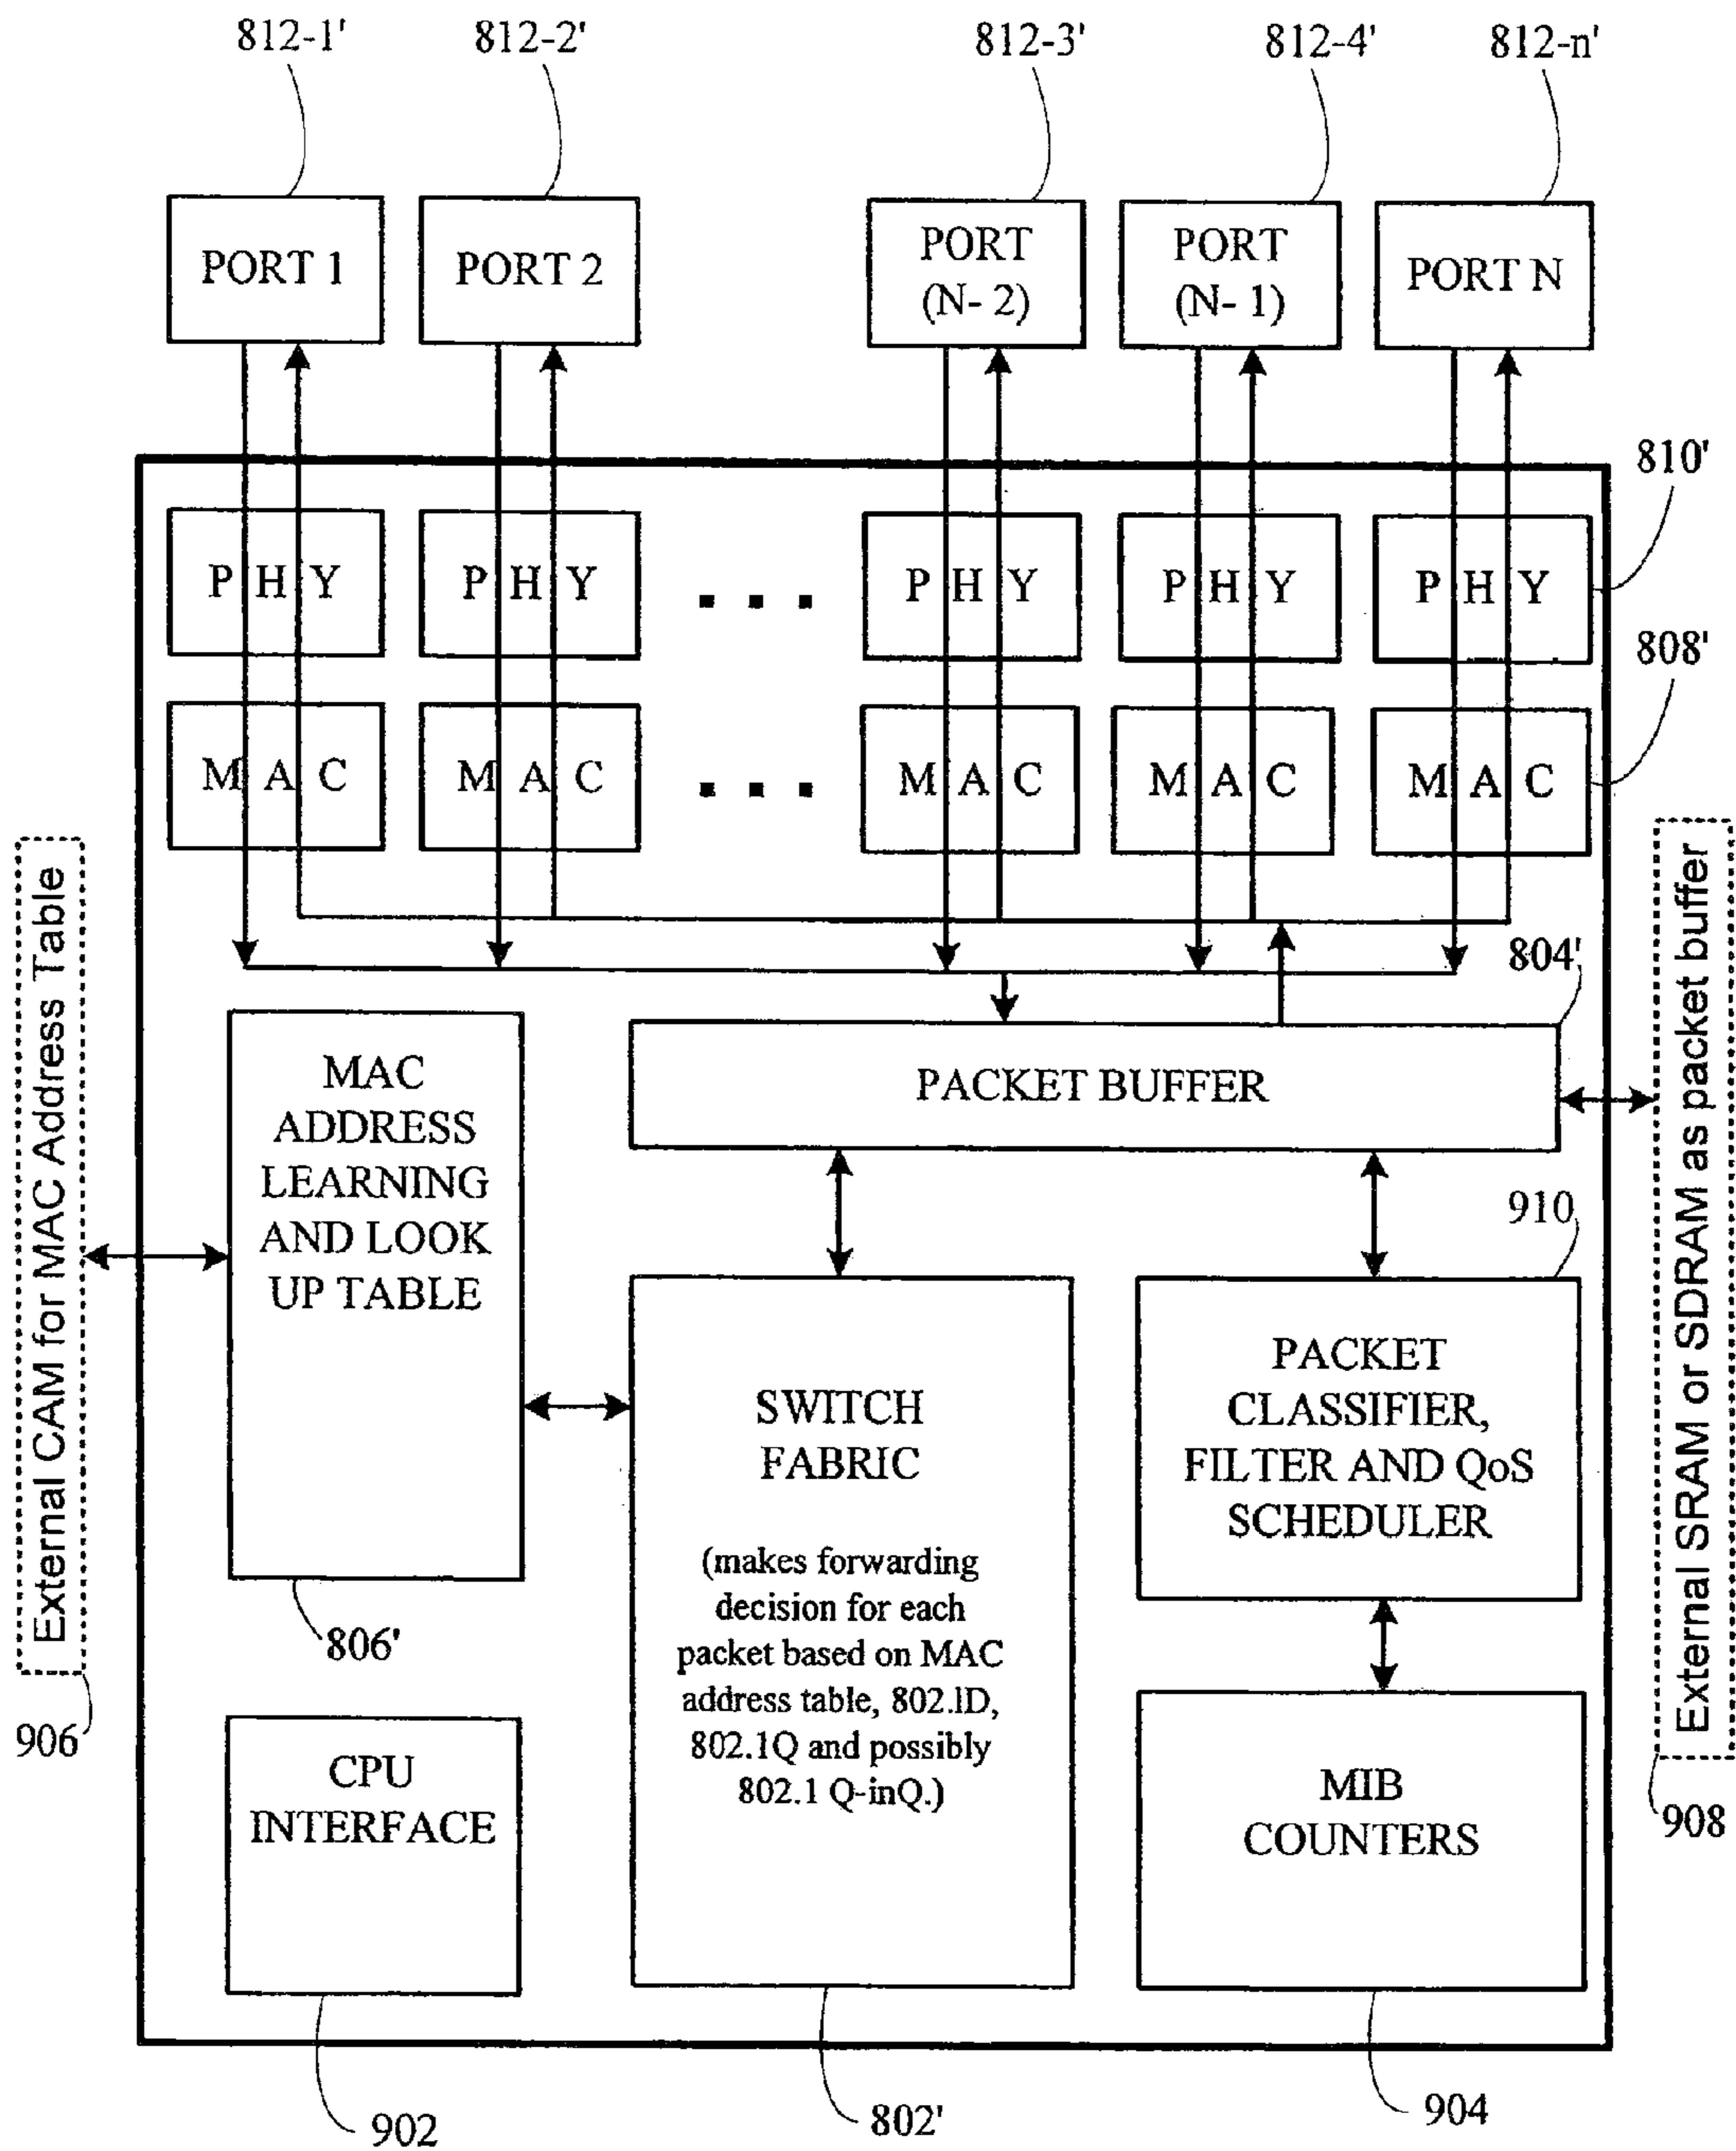 812-1'
812-2'
812-3'
812-4'
812-n'
PORT 1
PORT 2
PORT
(N- 2)
PORT
(N- 1)
PORT N
810'
P H Y
P H Y
P H Y
P H Y
P H Y
808'
M A C
M A C
. . .
M A C
M A C
M A C
External CAM for MAC Address Table
External SRAM or SDRAM as packet buffer
804'
MAC
ADDRESS
LEARNING
AND LOOK
UP TABLE
PACKET BUFFER
910
SWITCH
FABRIC
(makes forwarding
decision for each
packet based on MAC
address table, 802.1D,
802.1Q and possibly
802.1 Q-inQ.)
PACKET
CLASSIFIER,
FILTER AND QoS
SCHEDULER
806'
906
CPU
INTERFACE
MIB
COUNTERS
908
902
802'
904